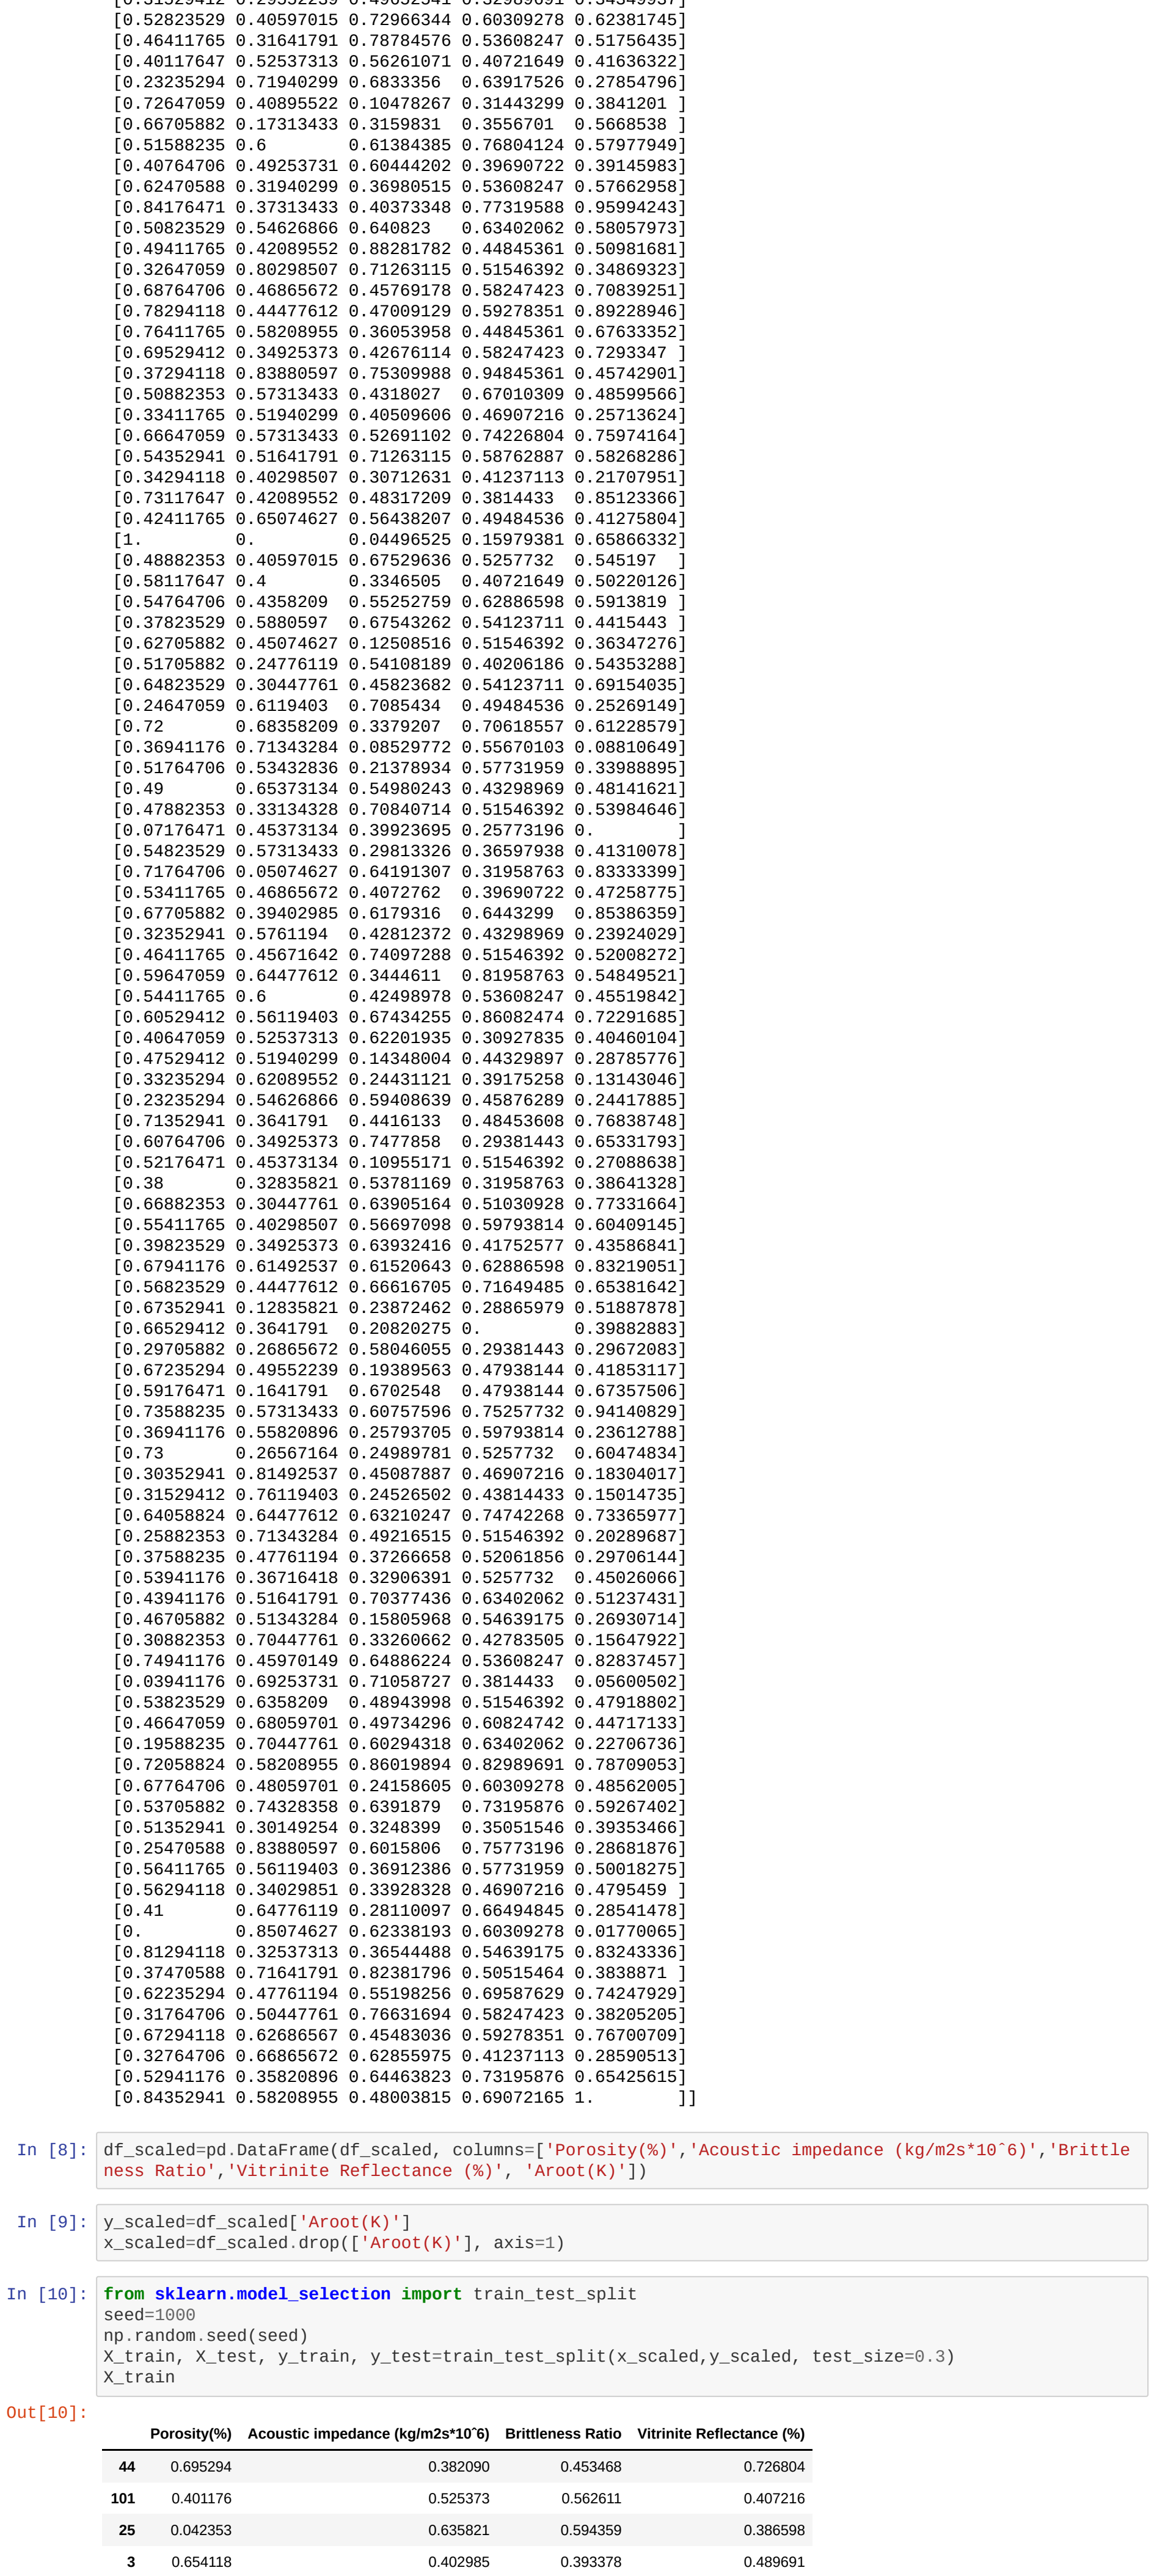 [0.52823529 0.40597015 0.72966344 0.60309278 0.62381745]
[0.46411765 0.31641791 0.78784576 0.53608247 0.51756435]
[0.40117647 0.52537313 0.56261071 0.40721649 0.41636322]
[0.23235294 0.71940299 0.6833356  0.63917526 0.27854796]
[0.72647059 0.40895522 0.10478267 0.31443299 0.3841201 ]
[0.66705882 0.17313433 0.3159831  0.3556701  0.5668538 ]
[0.51588235 0.6        0.61384385 0.76804124 0.57977949]
[0.40764706 0.49253731 0.60444202 0.39690722 0.39145983]
[0.62470588 0.31940299 0.36980515 0.53608247 0.57662958]
[0.84176471 0.37313433 0.40373348 0.77319588 0.95994243]
[0.50823529 0.54626866 0.640823   0.63402062 0.58057973]
[0.49411765 0.42089552 0.88281782 0.44845361 0.50981681]
[0.32647059 0.80298507 0.71263115 0.51546392 0.34869323]
[0.68764706 0.46865672 0.45769178 0.58247423 0.70839251]
[0.78294118 0.44477612 0.47009129 0.59278351 0.89228946]
[0.76411765 0.58208955 0.36053958 0.44845361 0.67633352]
[0.69529412 0.34925373 0.42676114 0.58247423 0.7293347 ]
[0.37294118 0.83880597 0.75309988 0.94845361 0.45742901]
[0.50882353 0.57313433 0.4318027  0.67010309 0.48599566]
[0.33411765 0.51940299 0.40509606 0.46907216 0.25713624]
[0.66647059 0.57313433 0.52691102 0.74226804 0.75974164]
[0.54352941 0.51641791 0.71263115 0.58762887 0.58268286]
[0.34294118 0.40298507 0.30712631 0.41237113 0.21707951]
[0.73117647 0.42089552 0.48317209 0.3814433  0.85123366]
[0.42411765 0.65074627 0.56438207 0.49484536 0.41275804]
[1.         0.         0.04496525 0.15979381 0.65866332]
[0.48882353 0.40597015 0.67529636 0.5257732  0.545197  ]
[0.58117647 0.4        0.3346505  0.40721649 0.50220126]
[0.54764706 0.4358209  0.55252759 0.62886598 0.5913819 ]
[0.37823529 0.5880597  0.67543262 0.54123711 0.4415443 ]
[0.62705882 0.45074627 0.12508516 0.51546392 0.36347276]
[0.51705882 0.24776119 0.54108189 0.40206186 0.54353288]
[0.64823529 0.30447761 0.45823682 0.54123711 0.69154035]
[0.24647059 0.6119403  0.7085434  0.49484536 0.25269149]
[0.72       0.68358209 0.3379207  0.70618557 0.61228579]
[0.36941176 0.71343284 0.08529772 0.55670103 0.08810649]
[0.51764706 0.53432836 0.21378934 0.57731959 0.33988895]
[0.49       0.65373134 0.54980243 0.43298969 0.48141621]
[0.47882353 0.33134328 0.70840714 0.51546392 0.53984646]
[0.07176471 0.45373134 0.39923695 0.25773196 0.        ]
[0.54823529 0.57313433 0.29813326 0.36597938 0.41310078]
[0.71764706 0.05074627 0.64191307 0.31958763 0.83333399]
[0.53411765 0.46865672 0.4072762  0.39690722 0.47258775]
[0.67705882 0.39402985 0.6179316  0.6443299  0.85386359]
[0.32352941 0.5761194  0.42812372 0.43298969 0.23924029]
[0.46411765 0.45671642 0.74097288 0.51546392 0.52008272]
[0.59647059 0.64477612 0.3444611  0.81958763 0.54849521]
[0.54411765 0.6        0.42498978 0.53608247 0.45519842]
[0.60529412 0.56119403 0.67434255 0.86082474 0.72291685]
[0.40647059 0.52537313 0.62201935 0.30927835 0.40460104]
[0.47529412 0.51940299 0.14348004 0.44329897 0.28785776]
[0.33235294 0.62089552 0.24431121 0.39175258 0.13143046]
[0.23235294 0.54626866 0.59408639 0.45876289 0.24417885]
[0.71352941 0.3641791  0.4416133  0.48453608 0.76838748]
[0.60764706 0.34925373 0.7477858  0.29381443 0.65331793]
[0.52176471 0.45373134 0.10955171 0.51546392 0.27088638]
[0.38       0.32835821 0.53781169 0.31958763 0.38641328]
[0.66882353 0.30447761 0.63905164 0.51030928 0.77331664]
[0.55411765 0.40298507 0.56697098 0.59793814 0.60409145]
[0.39823529 0.34925373 0.63932416 0.41752577 0.43586841]
[0.67941176 0.61492537 0.61520643 0.62886598 0.83219051]
[0.56823529 0.44477612 0.66616705 0.71649485 0.65381642]
[0.67352941 0.12835821 0.23872462 0.28865979 0.51887878]
[0.66529412 0.3641791  0.20820275 0.         0.39882883]
[0.29705882 0.26865672 0.58046055 0.29381443 0.29672083]
[0.67235294 0.49552239 0.19389563 0.47938144 0.41853117]
[0.59176471 0.1641791  0.6702548  0.47938144 0.67357506]
[0.73588235 0.57313433 0.60757596 0.75257732 0.94140829]
[0.36941176 0.55820896 0.25793705 0.59793814 0.23612788]
[0.73       0.26567164 0.24989781 0.5257732  0.60474834]
[0.30352941 0.81492537 0.45087887 0.46907216 0.18304017]
[0.31529412 0.76119403 0.24526502 0.43814433 0.15014735]
[0.64058824 0.64477612 0.63210247 0.74742268 0.73365977]
[0.25882353 0.71343284 0.49216515 0.51546392 0.20289687]
[0.37588235 0.47761194 0.37266658 0.52061856 0.29706144]
[0.53941176 0.36716418 0.32906391 0.5257732  0.45026066]
[0.43941176 0.51641791 0.70377436 0.63402062 0.51237431]
[0.46705882 0.51343284 0.15805968 0.54639175 0.26930714]
[0.30882353 0.70447761 0.33260662 0.42783505 0.15647922]
[0.74941176 0.45970149 0.64886224 0.53608247 0.82837457]
[0.03941176 0.69253731 0.71058727 0.3814433  0.05600502]
[0.53823529 0.6358209  0.48943998 0.51546392 0.47918802]
[0.46647059 0.68059701 0.49734296 0.60824742 0.44717133]
[0.19588235 0.70447761 0.60294318 0.63402062 0.22706736]
[0.72058824 0.58208955 0.86019894 0.82989691 0.78709053]
[0.67764706 0.48059701 0.24158605 0.60309278 0.48562005]
[0.53705882 0.74328358 0.6391879  0.73195876 0.59267402]
[0.51352941 0.30149254 0.3248399  0.35051546 0.39353466]
[0.25470588 0.83880597 0.6015806  0.75773196 0.28681876]
[0.56411765 0.56119403 0.36912386 0.57731959 0.50018275]
[0.56294118 0.34029851 0.33928328 0.46907216 0.4795459 ]
[0.41       0.64776119 0.28110097 0.66494845 0.28541478]
[0.         0.85074627 0.62338193 0.60309278 0.01770065]
[0.81294118 0.32537313 0.36544488 0.54639175 0.83243336]
[0.37470588 0.71641791 0.82381796 0.50515464 0.3838871 ]
[0.62235294 0.47761194 0.55198256 0.69587629 0.74247929]
[0.31764706 0.50447761 0.76631694 0.58247423 0.38205205]
[0.67294118 0.62686567 0.45483036 0.59278351 0.76700709]
[0.32764706 0.66865672 0.62855975 0.41237113 0.28590513]
[0.52941176 0.35820896 0.64463823 0.73195876 0.65425615]
[0.84352941 0.58208955 0.48003815 0.69072165 1.        ]]
In [8]: df_scaled=pd.DataFrame(df_scaled, columns=['Porosity(%)','Acoustic impedance (kg/m2s*10ˆ6)','Brittle
ness Ratio','Vitrinite Reflectance (%)', 'Aroot(K)'])
In [9]: y_scaled=df_scaled['Aroot(K)']
x_scaled=df_scaled.drop(['Aroot(K)'], axis=1)
In [10]: from sklearn.model_selection import train_test_split
seed=1000
np.random.seed(seed)
X_train, X_test, y_train, y_test=train_test_split(x_scaled,y_scaled, test_size=0.3)
X_train
Out[10]:
Porosity(%) Acoustic impedance (kg/m2s*10ˆ6) Brittleness Ratio Vitrinite Reflectance (%)
44 0.695294 0.382090 0.453468 0.726804
101 0.401176 0.525373 0.562611 0.407216
25 0.042353 0.635821 0.594359 0.386598
3 0.654118 0.402985 0.393378 0.489691